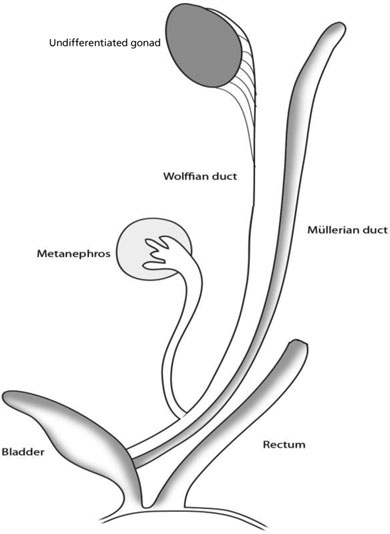 Undifferentiated gonad
Wolffian duct
Müllerian duct
Metanephros
Rectum
Bladder